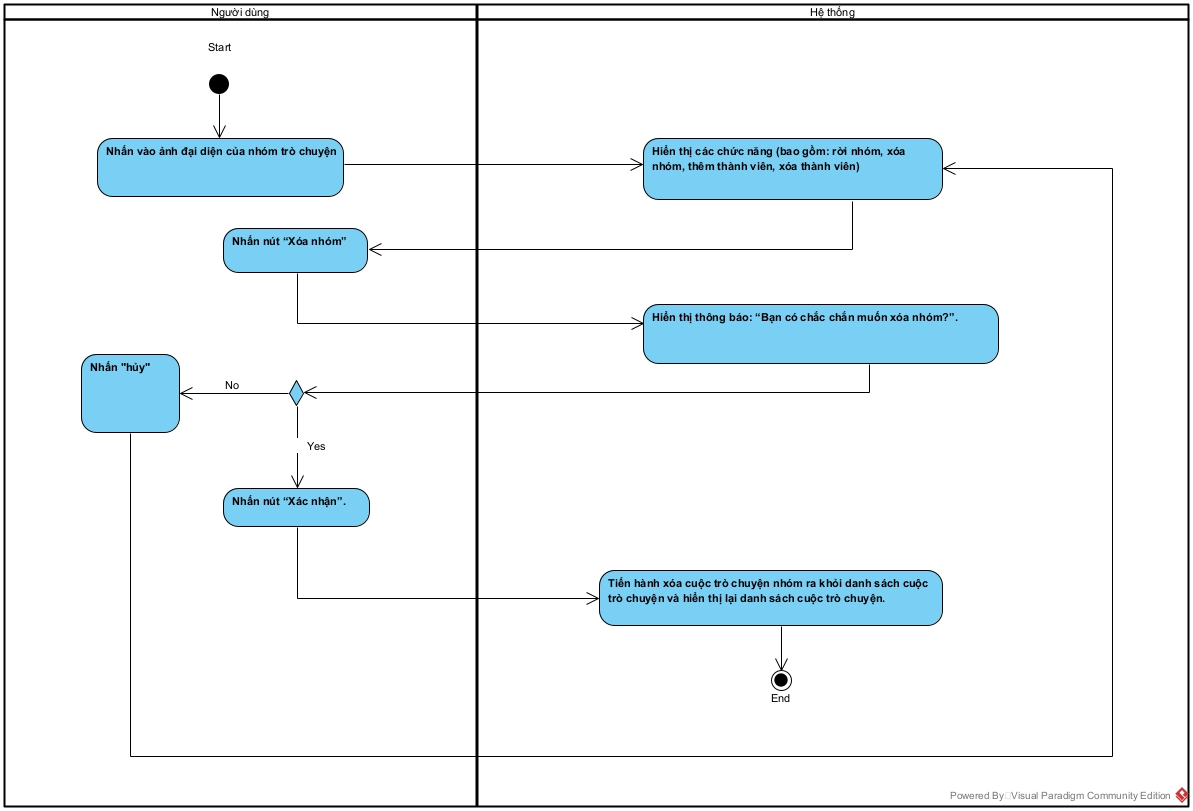 Người dùng
Hệ thống
Start
Nhấn vào ảnh đại diện của nhóm trò chuyện
Hiển thị các chức năng (bao gồm: rời nhóm, xóa
nhóm, thêm thành viên, xóa thành viên)
Nhấn nút “Xóa nhóm”
Hiển thị thông báo: “Bạn có chắc chắn muốn xóa nhóm?”.
Nhấn "hủy"
No
Yes
Nhấn nút “Xác nhận”.
Tiến hành xóa cuộc trò chuyện nhóm ra khỏi danh sách cuộc
trò chuyện và hiển thị lại danh sách cuộc trò chuyện.
End
Powered By Visual Paradigm Community Edition